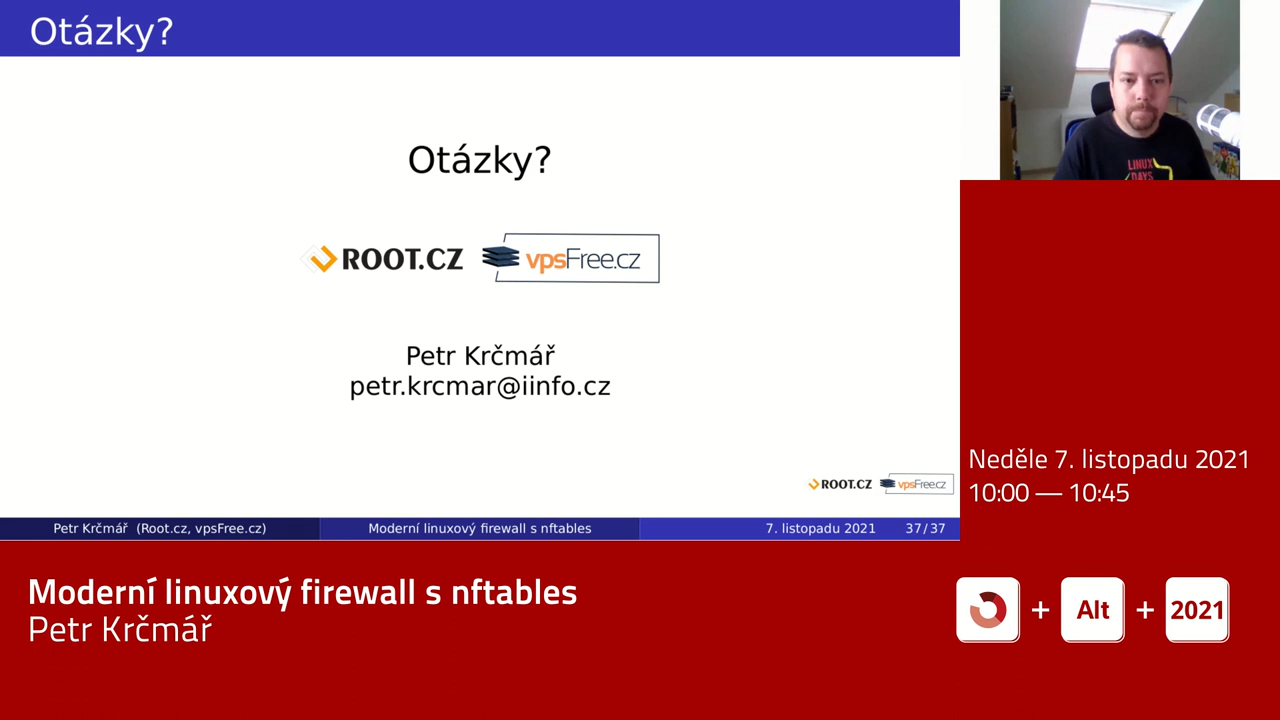 Otázky?
Otázky?
ROOT.CZ vpsFree.cz
Petr Krčmář
petr.krcmar@iinfo.cz
ROOT.CZ vpsFree.cz
Petr Krčmář (Root.cz, vpsFree.cz) Moderní linuxový firewall s nftables 7. listopadu 2021 37/37
LINUX
DAYS
Neděle 7. listopadu 2021
10:00 — 10:45
Moderní linuxový firewall s nftables
Petr Krčmář
+ Alt + 2021